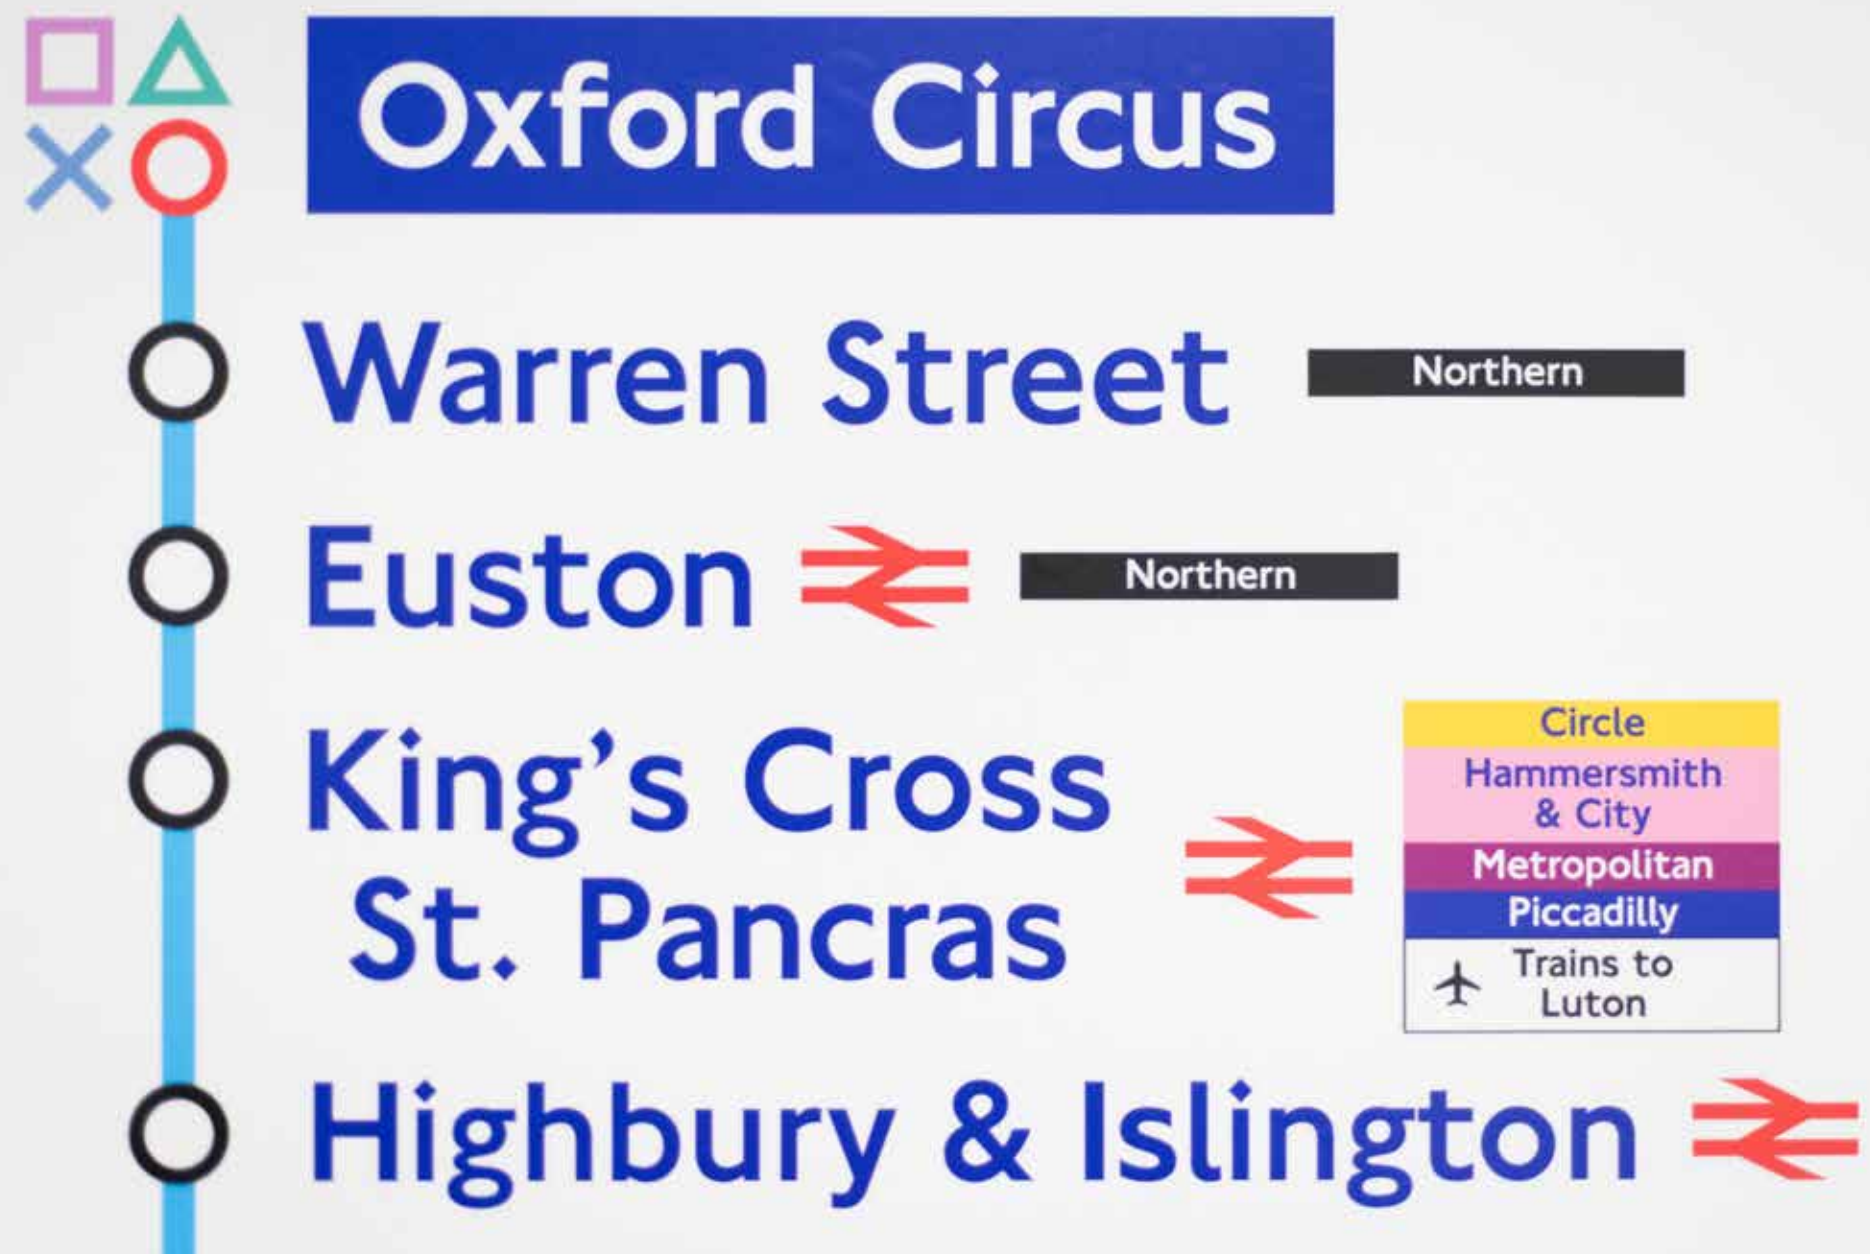 Oxford Circus
Warren Street
Northern
Euston
Northern
King's Cross
St. Pancras
Circle
Hammersmith
& City
Metropolitan
Piccadilly
Trains to
Luton
Highbury & Islington